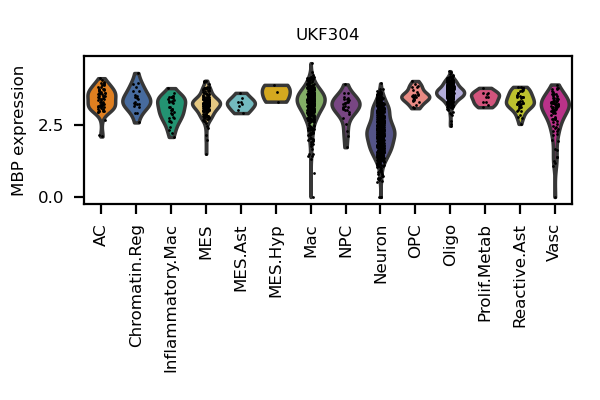 UKF304
MBP expression
2.5
0.0
AC
Chromatin.Reg
Inflammatory.Mac
MES
MES.Ast
MES.Hyp
Mac
NPC
Neuron
OPC
Oligo
Prolif.Metab
Reactive.Ast
Vasc